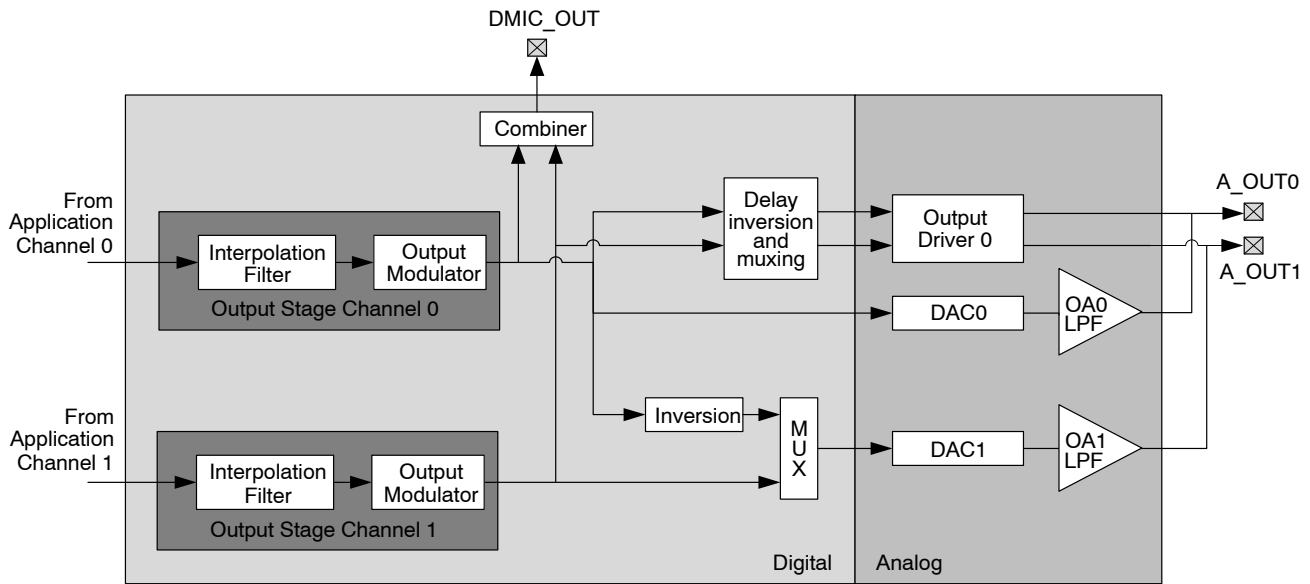 DMIC_OUT
Combiner
From
Application
Channel 0
Interpolation
Filter
Output
Modulator
Output Stage Channel 0
Delay
inversion
and
muxing
Output
Driver 0
A_OUT0
A_OUT1
DAC0
OA0
LPF
From
Application
Channel 1
Interpolation
Filter
Output
Modulator
Output Stage Channel 1
Inversion
M
U
X
DAC1
OA1
LPF
Digital
Analog